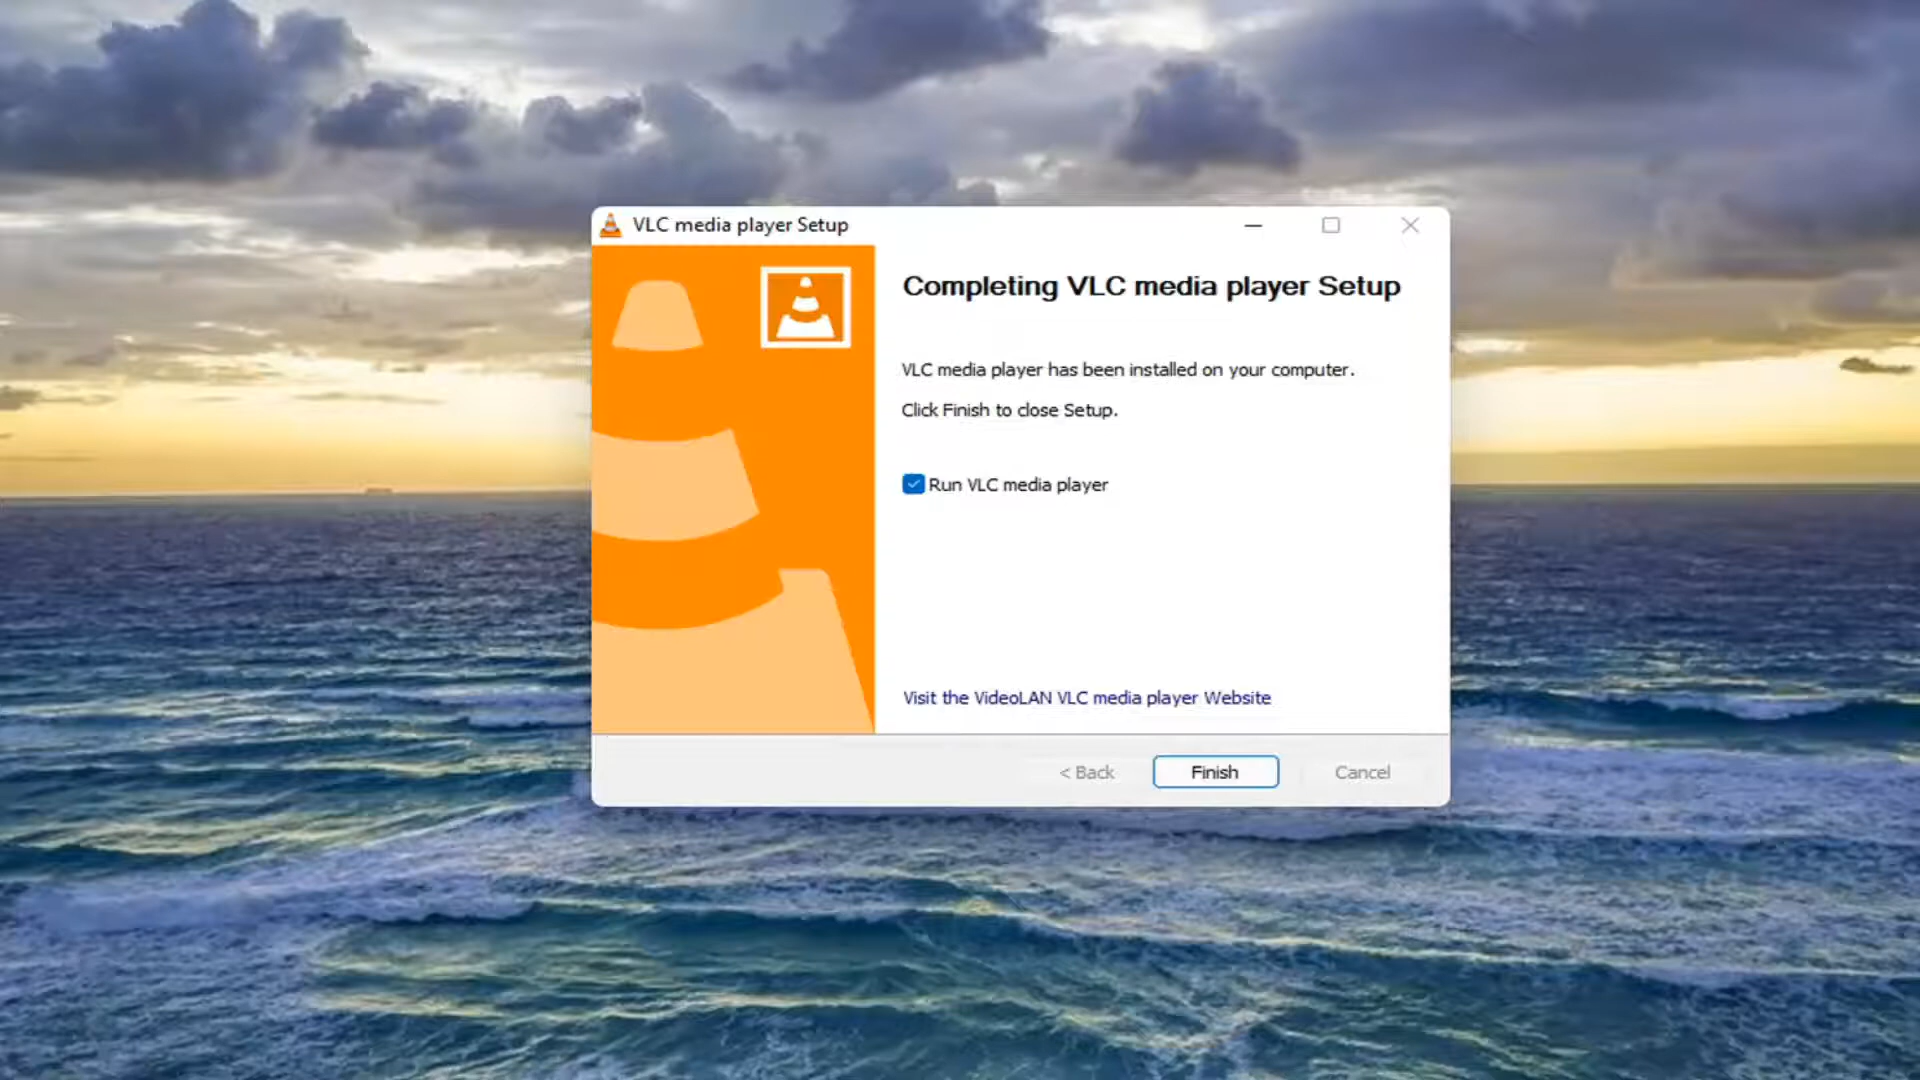 VLC media player Setup
Completing VLC media player Setup
VLC media player has been installed on your computer.
Click Finish to close Setup.
Run VLC media player
Visit the VideoLAN VLC media player Website
< Back
Finish
Cancel